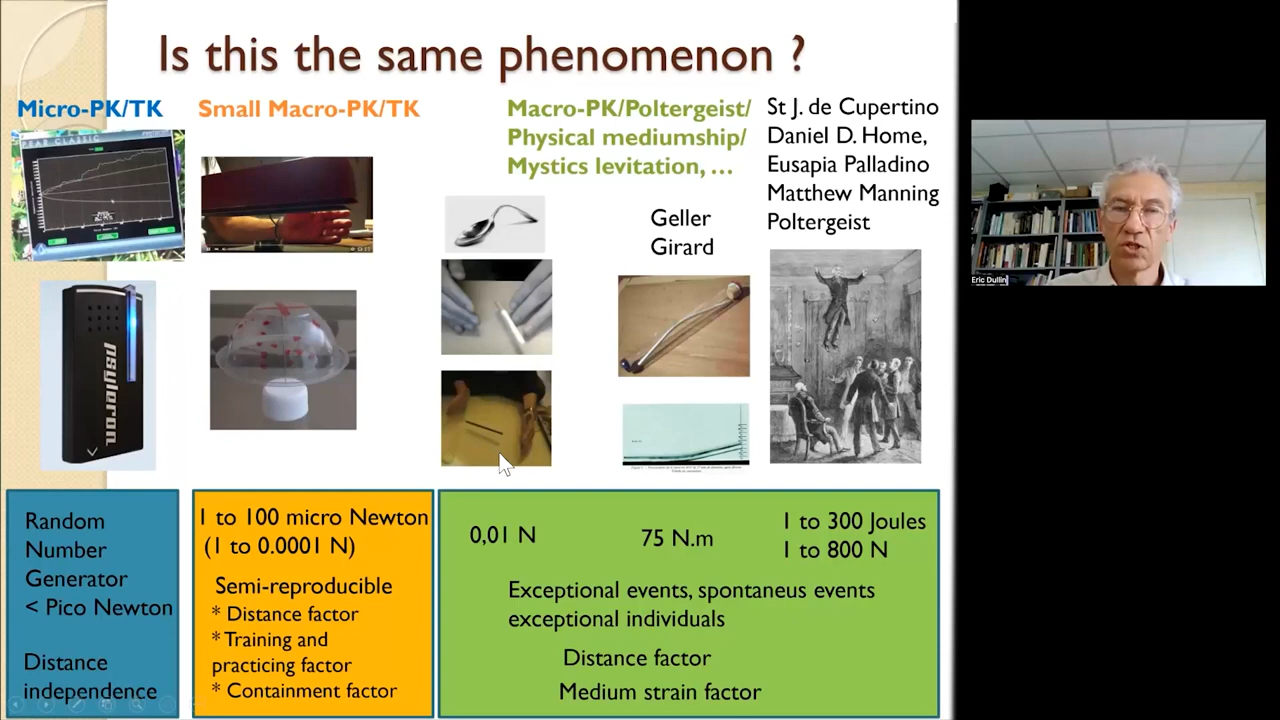 Is this the same phenomenon ?
Micro-PK/TK
Small Macro-PK/TK
Macro-PK/Poltergeist/
Physical mediumship/
Mystics levitation, …
St J. de Cupertino
Daniel D. Home,
Eusapia Palladino
Matthew Manning
Poltergeist
Geller
Girard
psyleron
Eric Dullin
Random
Number
Generator
< Pico Newton
Distance
independence
1 to 100 micro Newton
(1 to 0.0001 N)
Semi-reproducible
* Distance factor
* Training and
practicing factor
* Containment factor
0,01 N
75 N.m
1 to 300 Joules
1 to 800 N
Exceptional events, spontaneus events
exceptional individuals
Distance factor
Medium strain factor